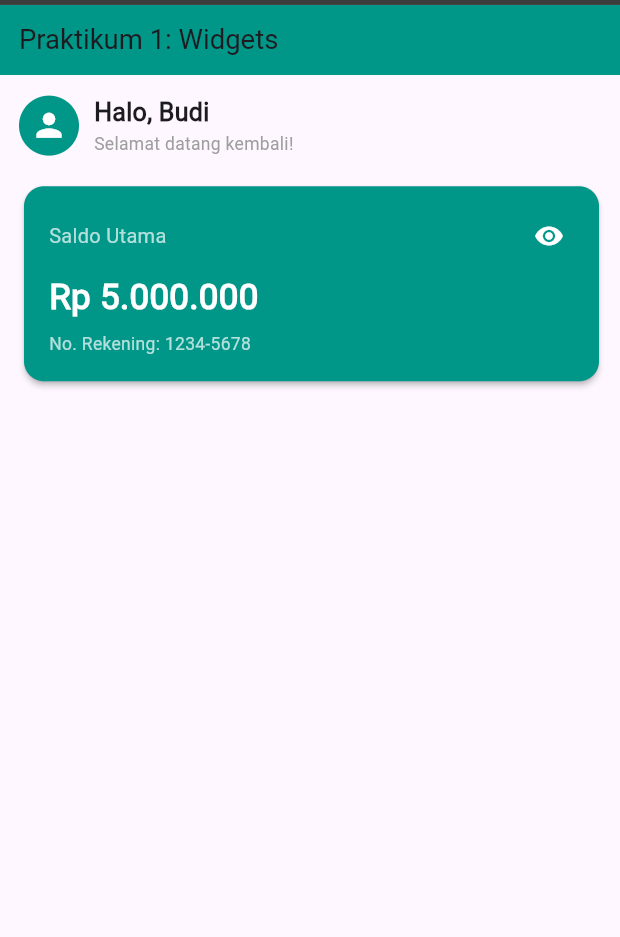 Praktikum 1: Widgets
Halo, Budi
Selamat datang kembali!
Saldo Utama
Rp 5.000.000
No. Rekening: 1234-5678